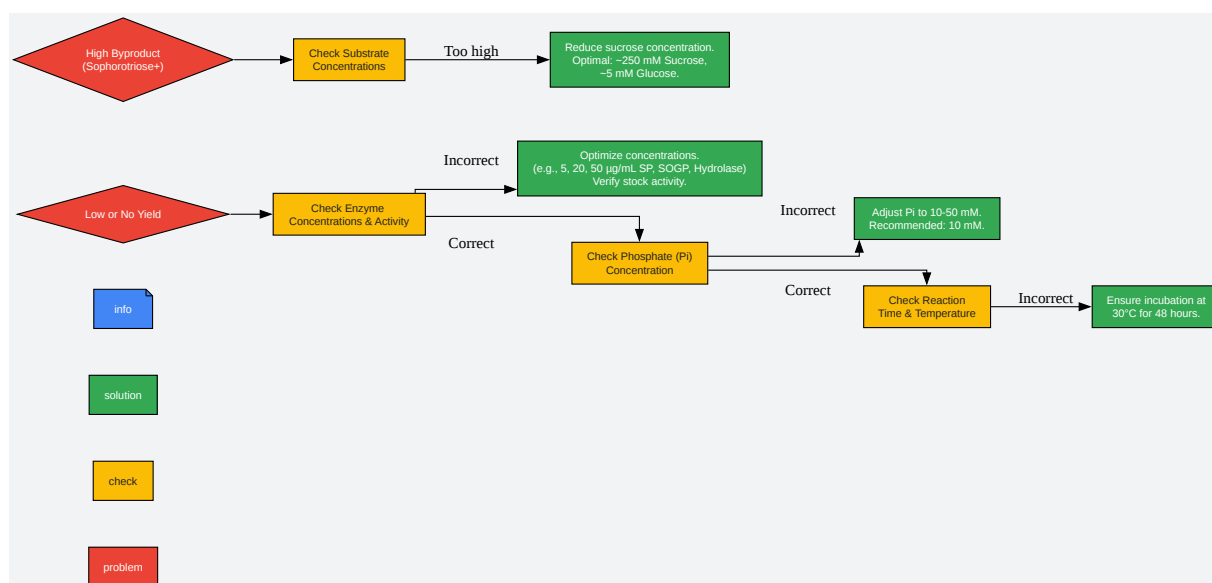 High Byproduct
(Sophorotriose+)
Check Substrate
Concentrations
Too high
Reduce sucrose concentration.
Optimal: ~250 mM Sucrose,
~5 mM Glucose.
Low or No Yield
Check Enzyme
Concentrations & Activity
Incorrect
Optimize concentrations.
(e.g., 5, 20, 50 µg/mL SP, SOGP, Hydrolase)
Verify stock activity.
Correct
Check Phosphate (Pi)
Concentration
Incorrect
Adjust Pi to 10-50 mM.
Recommended: 10 mM.
Correct
Check Reaction
Time & Temperature
Incorrect
Ensure incubation at
30°C for 48 hours.
info
solution
check
problem